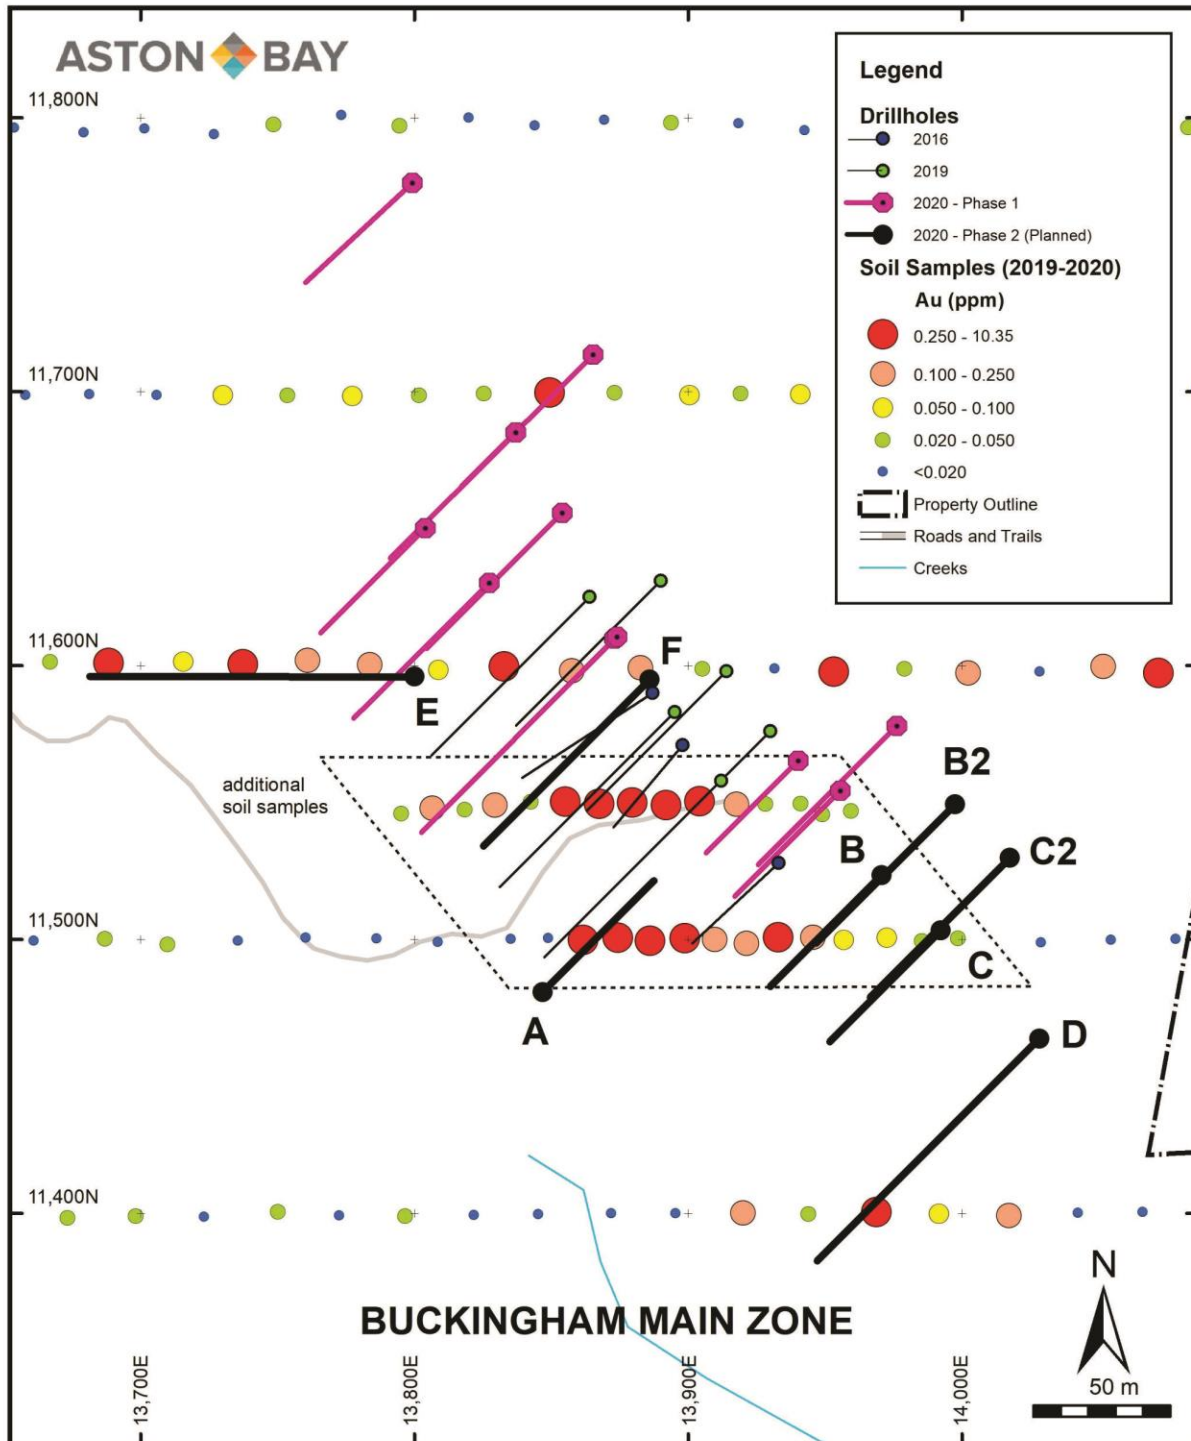 ASTON BAY
Legend
Drillholes
2016
2019
2020 - Phase 1
2020 - Phase 2 (Planned)
Soil Samples (2019-2020)
Au (ppm)
0.250 - 10.35
0.100 - 0.250
0.050 - 0.100
0.020 - 0.050
<0.020
Property Outline
Roads and Trails
Creeks
11,800N
11,700N
11,600N
F
E
additional
soil samples
B2
B
C2
11,500N
C
A
D
11,400N
BUCKINGHAM MAIN ZONE
N
50 m
13,700E
13,800E
13,900E
14,000E